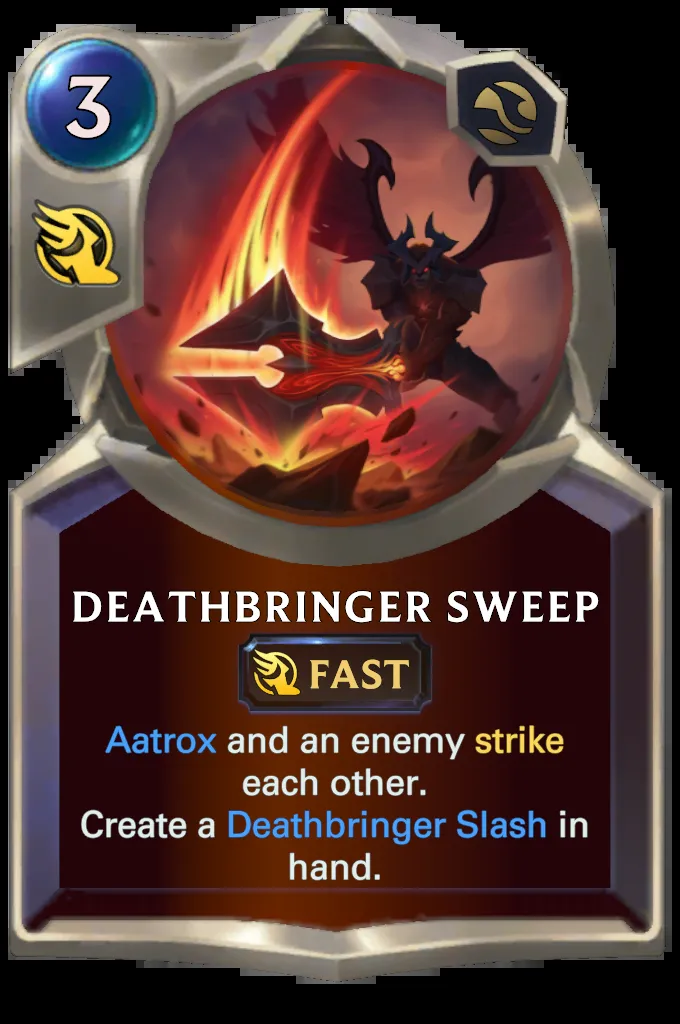 3
DEATHBRINGER SWEEP
FAST
Aatrox and an enemy strike
each other.
Create a Deathbringer Slash in
hand.